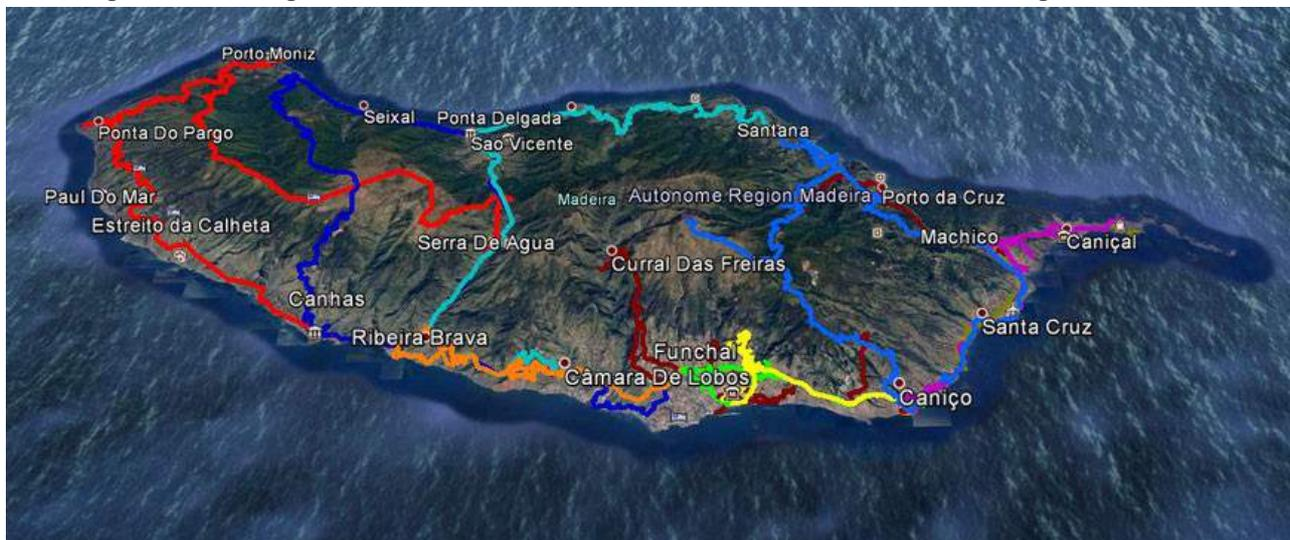 Porto Moniz
Seixal
Ponta Delgada
Sao Vicente
Santana
Ponta Do Pargo
Paul Do Mar
Estreito da Calheta
Madeira
Autonome Region Madeira
Porto da Cruz
Serra De Agua
Machico
Caniçal
Curral Das Freiras
Canhas
Ribeira Brava
Santa Cruz
Funchal
Câmara De Lobos
Caniço